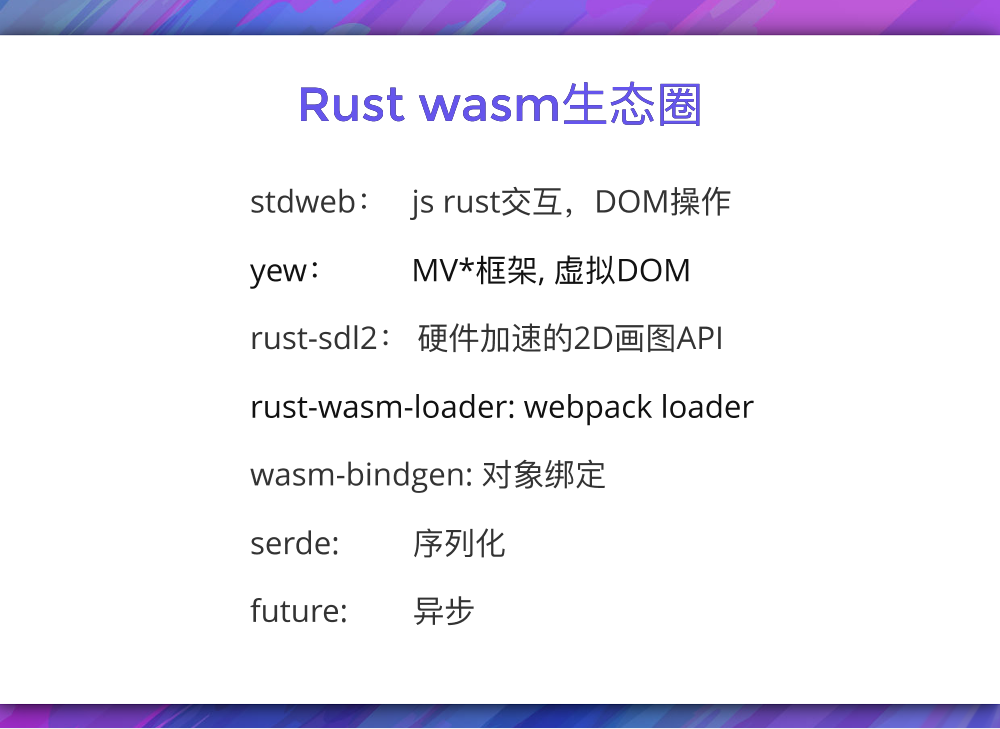 Rust wasm生态圈
stdweb： js rust交互，DOM操作
yew： MV*框架, 虚拟DOM
rust-sdl2： 硬件加速的2D画图API
rust-wasm-loader: webpack loader
wasm-bindgen: 对象绑定
serde: 序列化
future: 异步